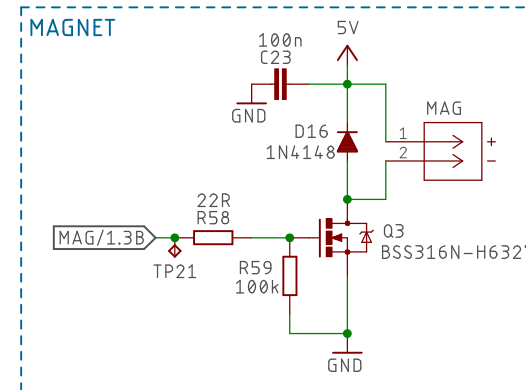 MAGNET
5V
100n
C23
GND
MAG
D16
1N4148
1
2
+
-
22R
R58
MAG/1.3B
TP21
Q3
BSS316N-H632
R59
100k
GND